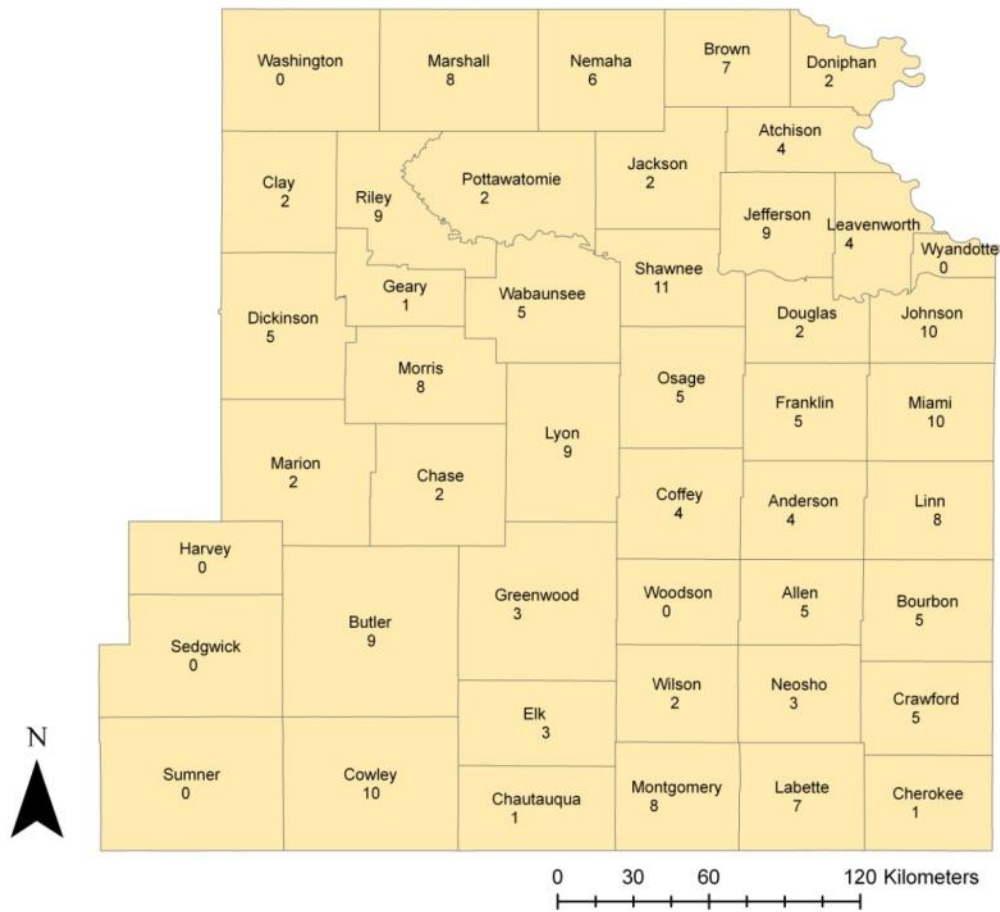 Washington
0
Marshall
8
Nemaha
6
Brown
7
Doniphan
2
Atchison
4
Clay
2
Riley
9
Pottawatomie
2
Jackson
2
Jefferson
9
Leavenworth
4
Wyandotte
0
Shawnee
11
Geary
1
Wabaunsee
5
Dickinson
5
Douglas
2
Johnson
10
Morris
8
Osage
5
Franklin
5
Miami
10
Lyon
9
Marion
2
Chase
2
Coffey
4
Anderson
4
Linn
8
Harvey
0
Greenwood
3
Woodson
0
Allen
5
Bourbon
5
Butler
9
Sedgwick
0
Wilson
2
Neosho
3
Crawford
5
Elk
3
N
Sumner
0
Cowley
10
Chautauqua
1
Montgomery
8
Labette
7
Cherokee
1
0 30 60 120 Kilometers